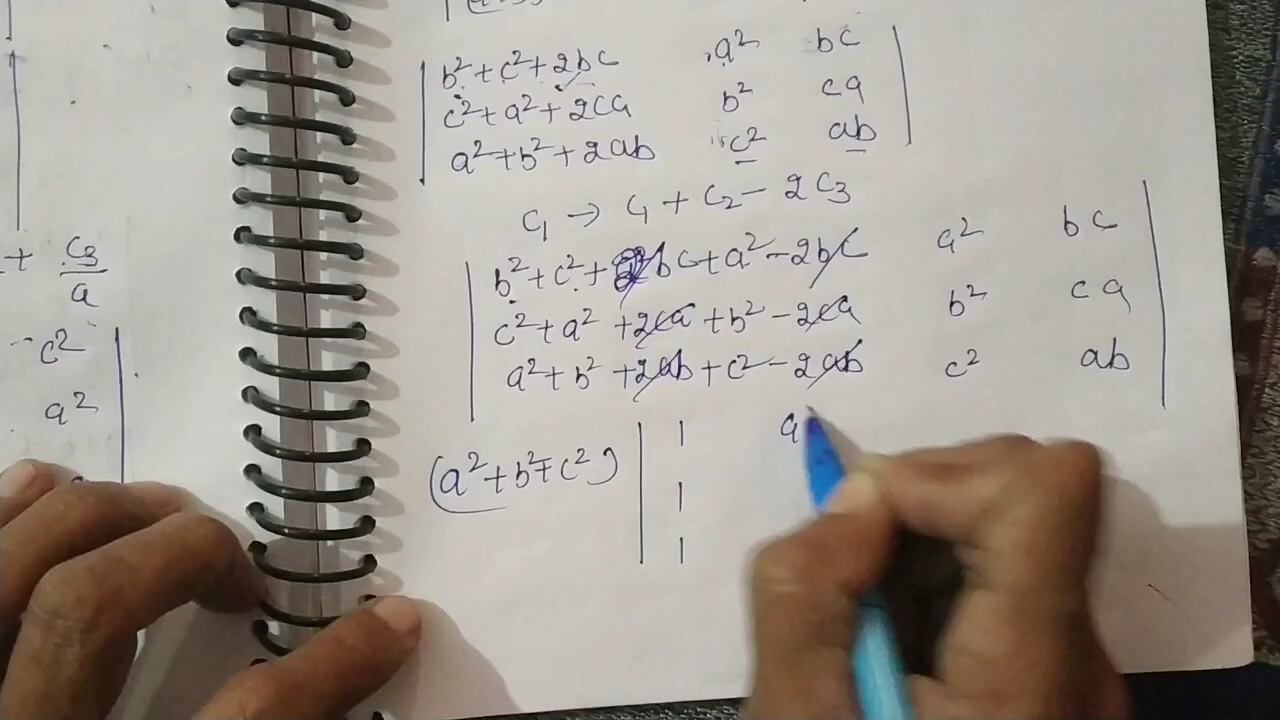 b²+c²+2bc a² bc
c²+a²+2ca b² ca
a²+b²+2ab c² ab
C₁ → C₁ + C₂ - 2C₃
b²+c²+2bc+a²-2bc a² bc
c²+a²+2ca+b²-2ca b² ca
a²+b²+2ab+c²-2ab c² ab
(a²+b²+c²) | 1 a
1
1
+ c₃
a
c²
a²